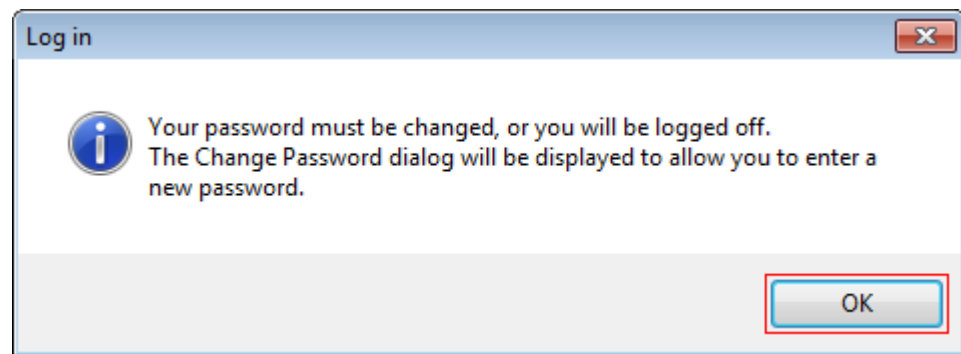 Log in
Your password must be changed, or you will be logged off.
The Change Password dialog will be displayed to allow you to enter a
new password.
OK